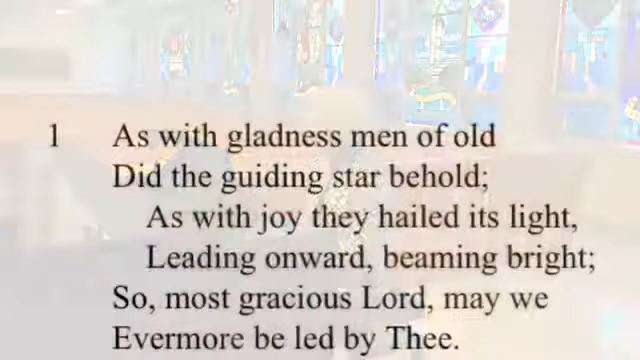 1 As with gladness men of old
Did the guiding star behold;
As with joy they hailed its light,
Leading onward, beaming bright;
So, most gracious Lord, may we
Evermore be led by Thee.